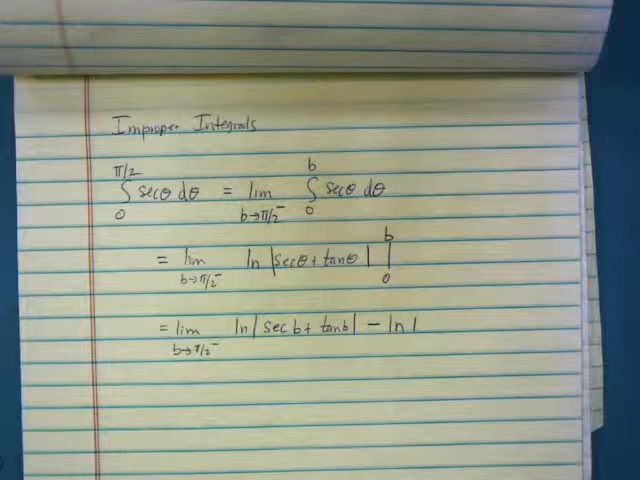 Improper Integrals
∫₀^{π/2} secθ dθ = lim_{b→π/2⁻} ∫₀^b secθ dθ
= lim_{b→π/2⁻} ln |secθ + tanθ| |₀^b
= lim_{b→π/2⁻} ln |sec b + tan b| − ln 1